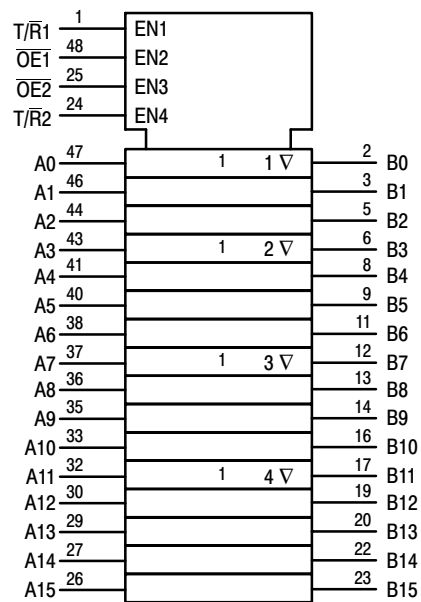 T/R̅1 1 EN1
O̅E̅1̅ 48 EN2
O̅E̅2̅ 25 EN3
T/R̅2 24 EN4
A0 47 1 1 ∇ 2 B0
A1 46 3 B1
A2 44 5 B2
A3 43 1 2 ∇ 6 B3
A4 41 8 B4
A5 40 9 B5
A6 38 11 B6
A7 37 1 3 ∇ 12 B7
A8 36 13 B8
A9 35 14 B9
A10 33 16 B10
A11 32 1 4 ∇ 17 B11
A12 30 19 B12
A13 29 20 B13
A14 27 22 B14
A15 26 23 B15